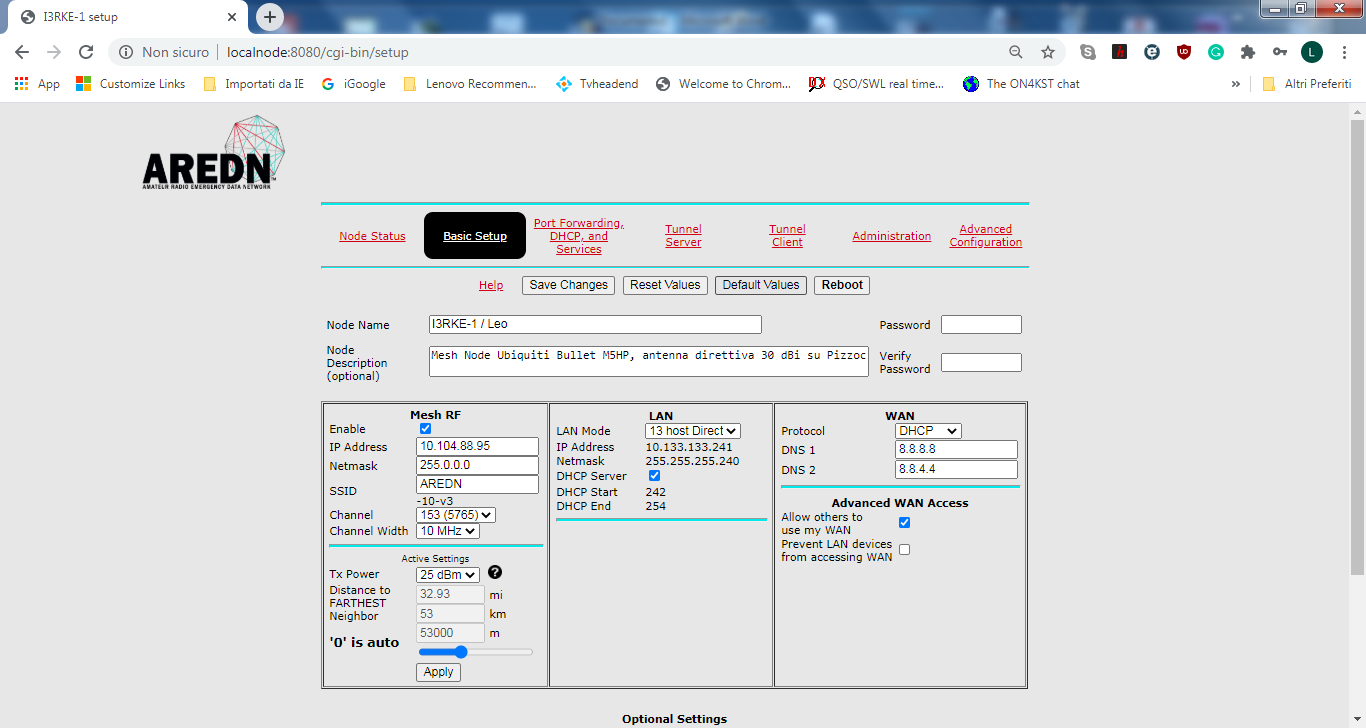 I3RKE-1 setup
Non sicuro
localnode:8080/cgi-bin/setup
L
App
Customize Links
Importati da IE
iGoogle
Lenovo Recommen...
Tvheadend
Welcome to Chrom...
QSO/SWL real time...
The ON4KST chat
»
Altri Preferiti
AREDN
AMATEUR RADIO EMERGENCY DATA NETWORK
Node Status
Basic Setup
Port Forwarding,
DHCP, and
Services
Tunnel
Server
Tunnel
Client
Administration
Advanced
Configuration
Help
Save Changes
Reset Values
Default Values
Reboot
Node Name
I3RKE-1 / Leo
Password
Node
Description
(optional)
Mesh Node Ubiquiti Bullet M5HP, antenna direttiva 30 dBi su Pizzoc
Verify
Password
Mesh RF
Enable
IP Address 10.104.88.95
Netmask 255.0.0.0
SSID AREDN
-10-v3
Channel 153 (5765)
Channel Width 10 MHz
Active Settings
Tx Power 25 dBm ?
Distance to
FARTHEST
Neighbor
32.93 mi
53 km
53000 m
'0' is auto
Apply
LAN
LAN Mode 13 host Direct
IP Address 10.133.133.241
Netmask 255.255.255.240
DHCP Server
DHCP Start 242
DHCP End 254
WAN
Protocol DHCP
DNS 1 8.8.8.8
DNS 2 8.8.4.4
Advanced WAN Access
Allow others to
use my WAN
Prevent LAN devices
from accessing WAN
Optional Settings